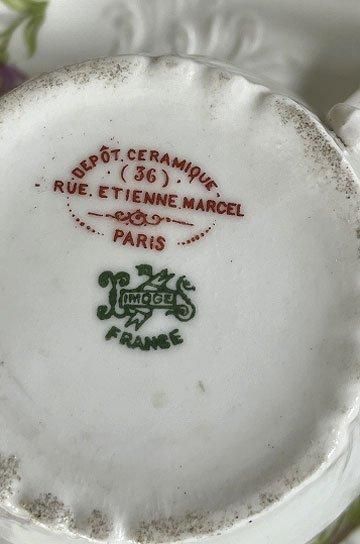 DEPÔT. CERAMIQUE
(36)
RUE. ETIENNE. MARCEL
PARIS
LIMOGES
FRANCE